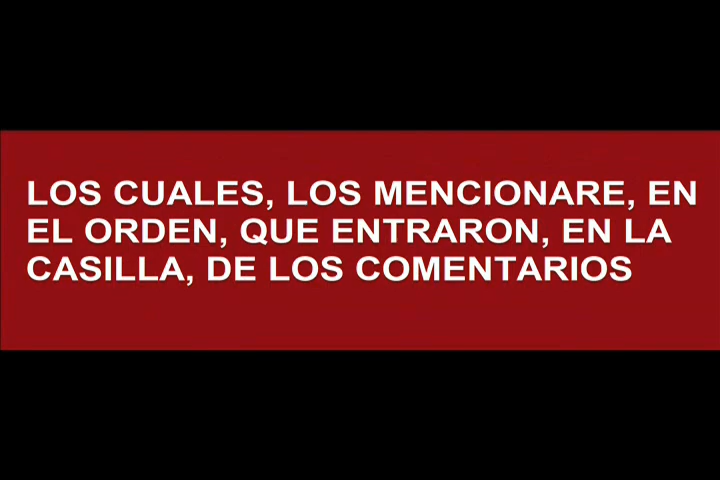 LOS CUALES, LOS MENCIONARE, EN
EL ORDEN, QUE ENTRARON, EN LA
CASILLA, DE LOS COMENTARIOS